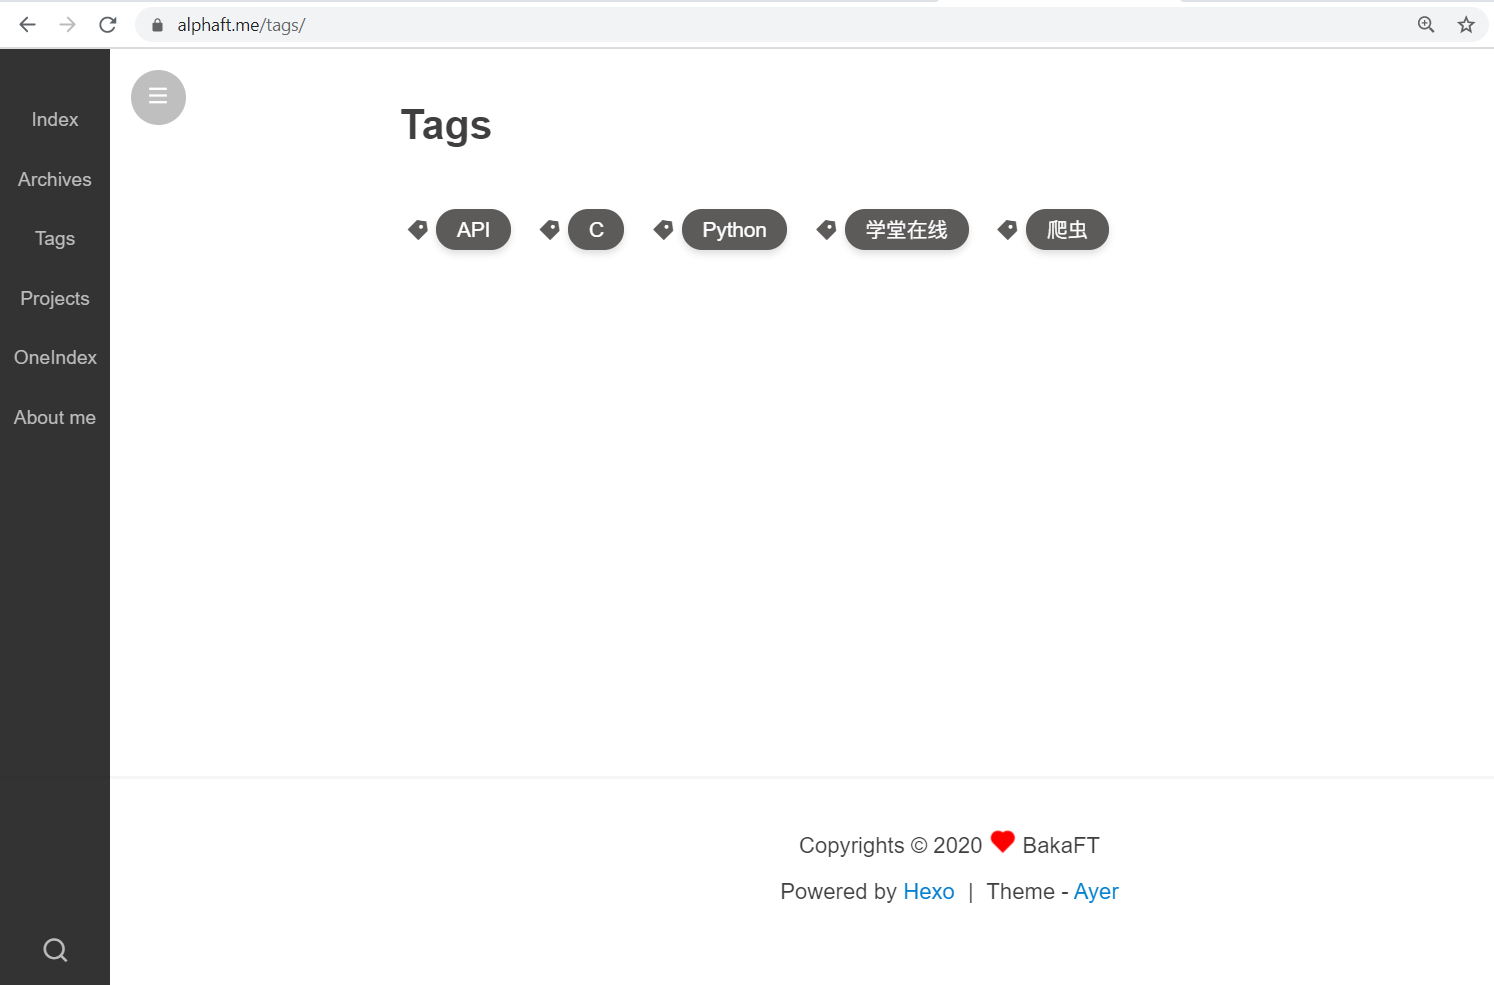 alphaft.me/tags/
Index
Archives
Tags
Projects
OneIndex
About me
Tags
API C Python 学堂在线 爬虫
Copyrights © 2020 BakaFT
Powered by Hexo | Theme - Ayer